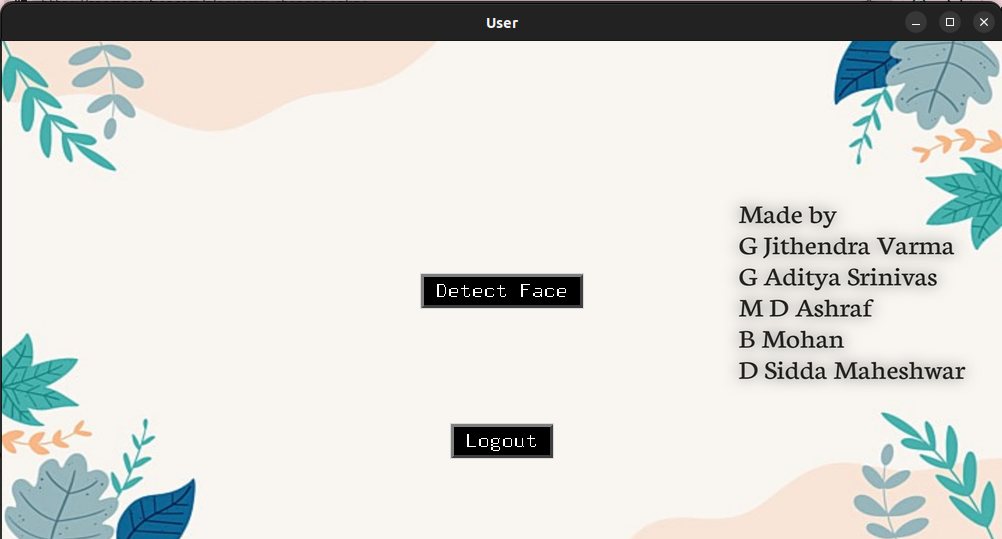 User
Made by
G Jithendra Varma
G Aditya Srinivas
M D Ashraf
B Mohan
D Sidda Maheshwar
Detect Face
Logout